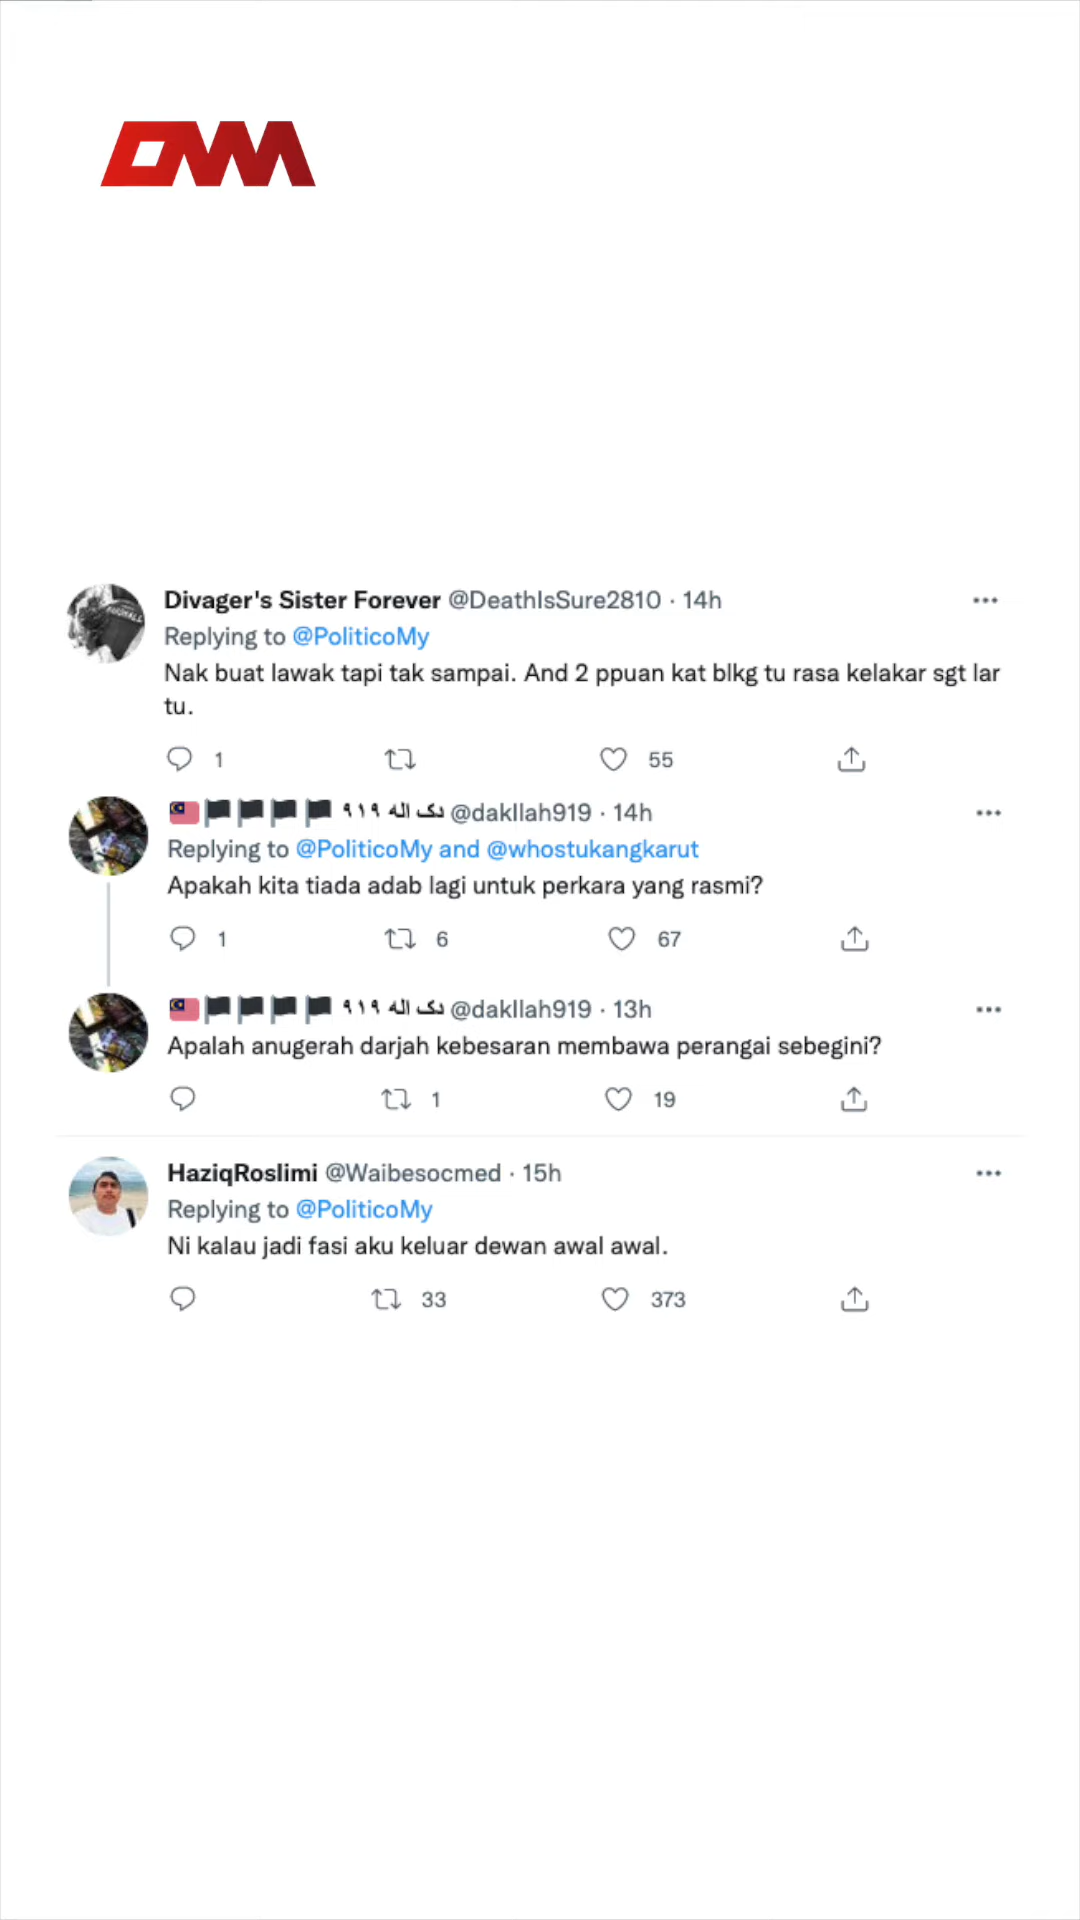 DWM
Divager's Sister Forever @DeathIsSure2810 · 14h
Replying to @PoliticoMy
Nak buat lawak tapi tak sampai. And 2 ppuan kat blkg tu rasa kelakar sgt lar
tu.
1
55
دک اله ٩١٩ @dakllah919 · 14h
Replying to @PoliticoMy and @whostukangkarut
Apakah kita tiada adab lagi untuk perkara yang rasmi?
1 6 67
دک اله ٩١٩ @dakllah919 · 13h
Apalah anugerah darjah kebesaran membawa perangai sebegini?
1 19
HaziqRoslimi @Waibesocmed · 15h
Replying to @PoliticoMy
Ni kalau jadi fasi aku keluar dewan awal awal.
33 373